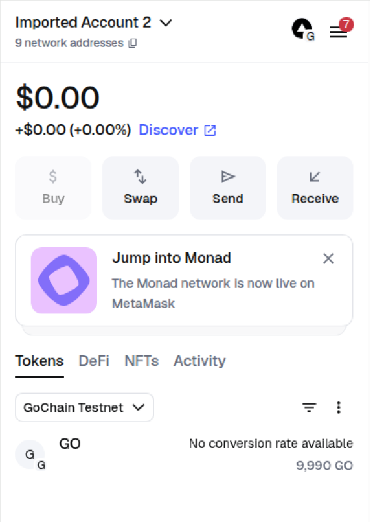 Imported Account 2
9 network addresses
G
7
$0.00
+$0.00 (+0.00%) Discover
Buy
Swap
Send
Receive
Jump into Monad
The Monad network is now live on
MetaMask
Tokens
DeFi
NFTs
Activity
GoChain Testnet
G
G
GO
No conversion rate available
9,990 GO